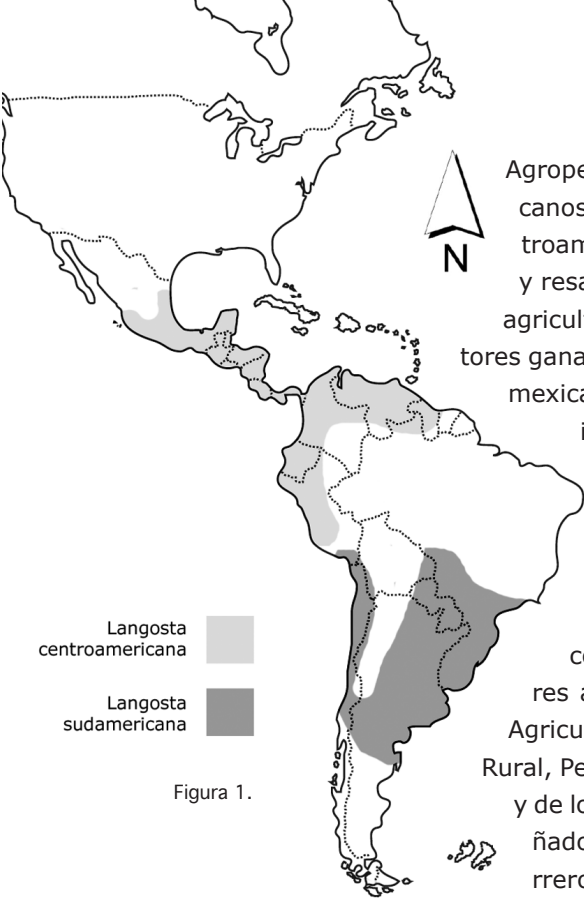 Agrope
canos
troam
y resa
agricul
tores gana
mexica
i
N
Langosta
centroamericana
Langosta
sudamericana
Figura 1.
res a
Agricu
Rural, Pe
y de lo
ñado
rrero